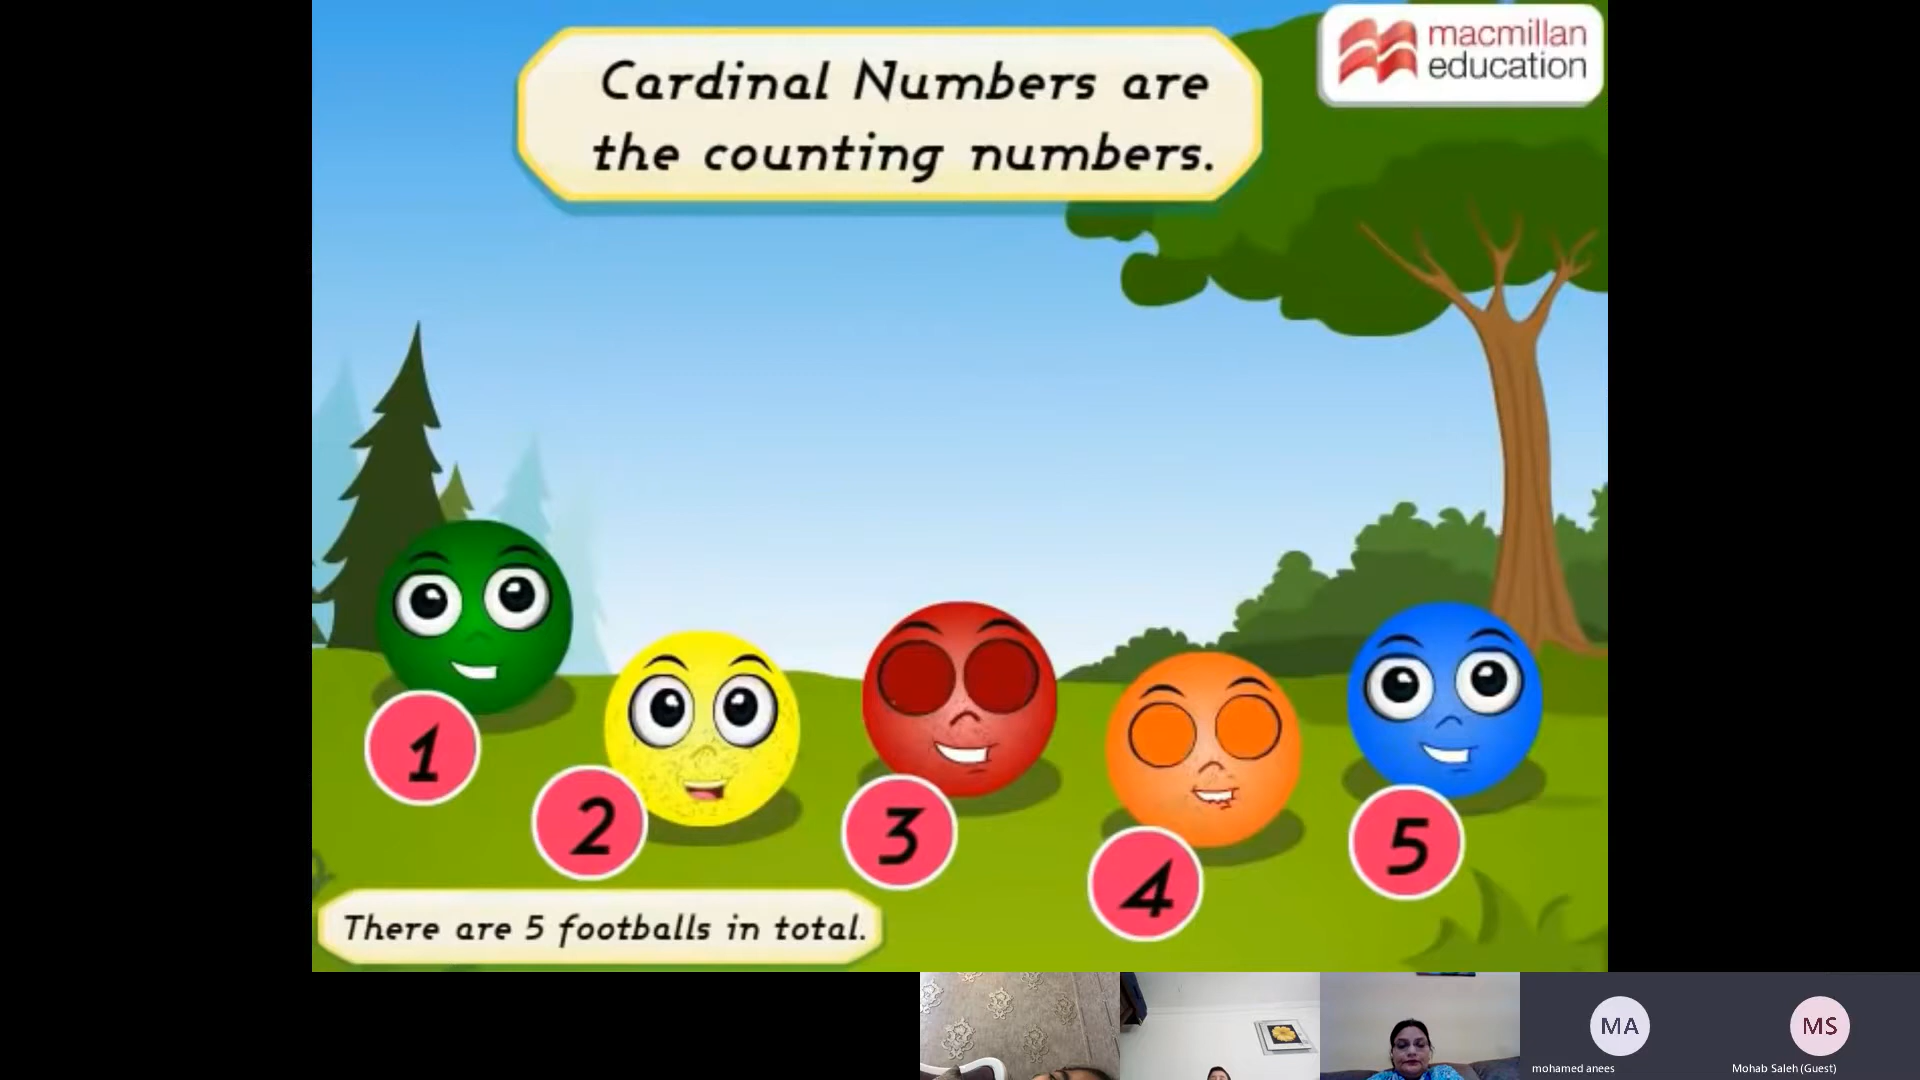 Cardinal Numbers are
the counting numbers.
macmillan
education
1
2
3
4
5
There are 5 footballs in total.
MA
mohamed anees
MS
Mohab Saleh (Guest)